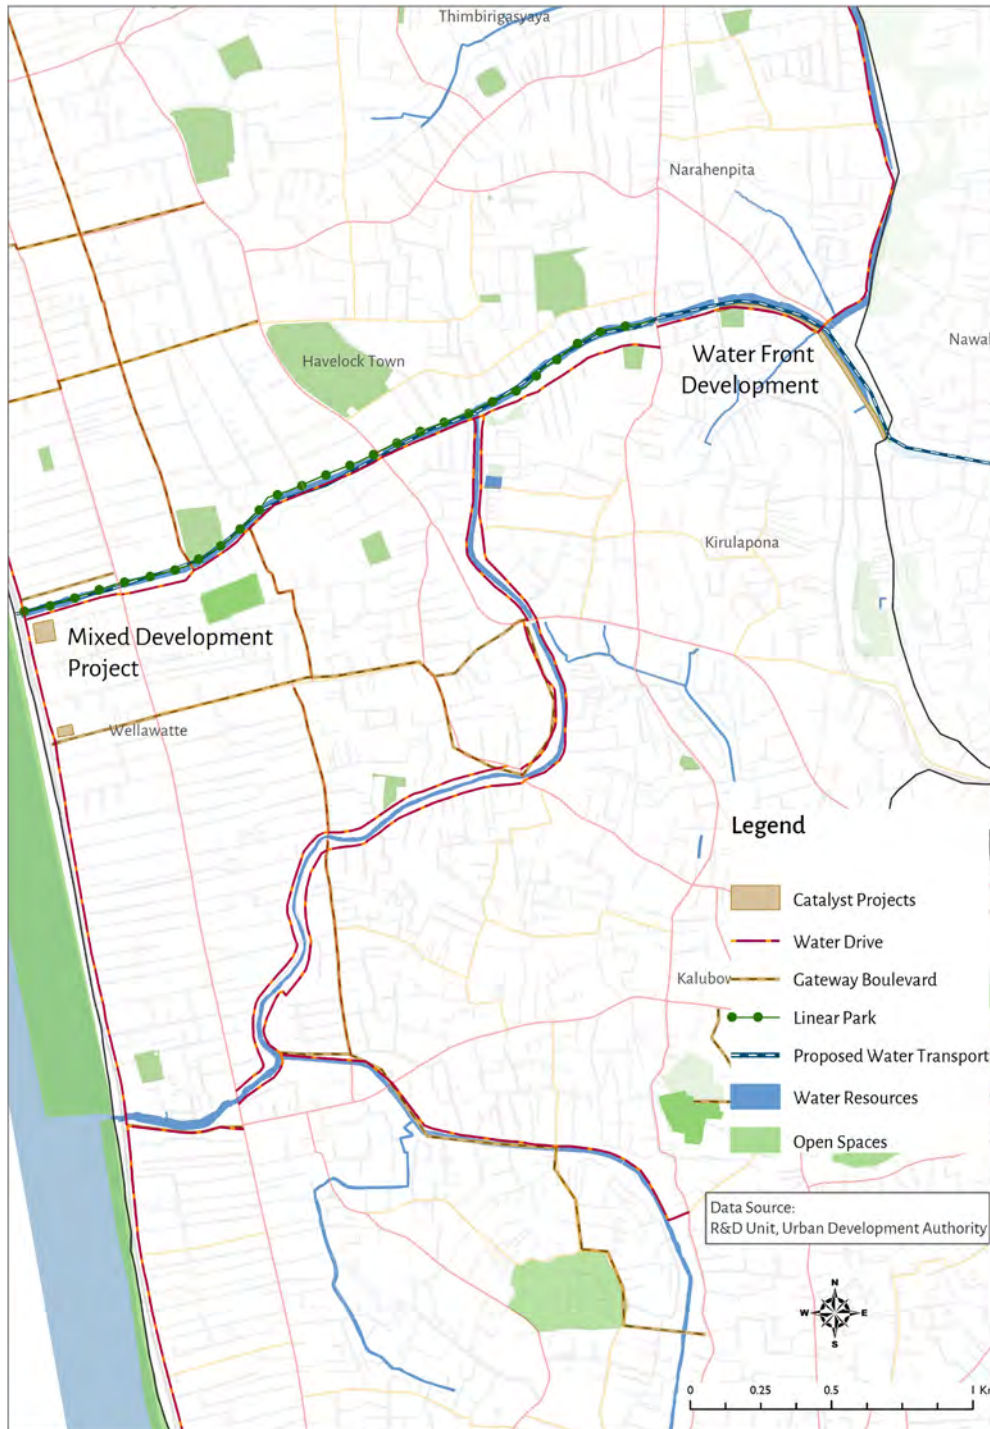 Thimbirigasyaya
Narahenpita
Nawal
Havelock Town
Water Front
Development
Kirulapona
Mixed Development
Project
Wellawatte
Legend
Catalyst Projects
Water Drive
Kalubov
Gateway Boulevard
Linear Park
Proposed Water Transport
Water Resources
Open Spaces
Data Source:
R&D Unit, Urban Development Authority
N
W E
S
0 0.25 0.5 1 K